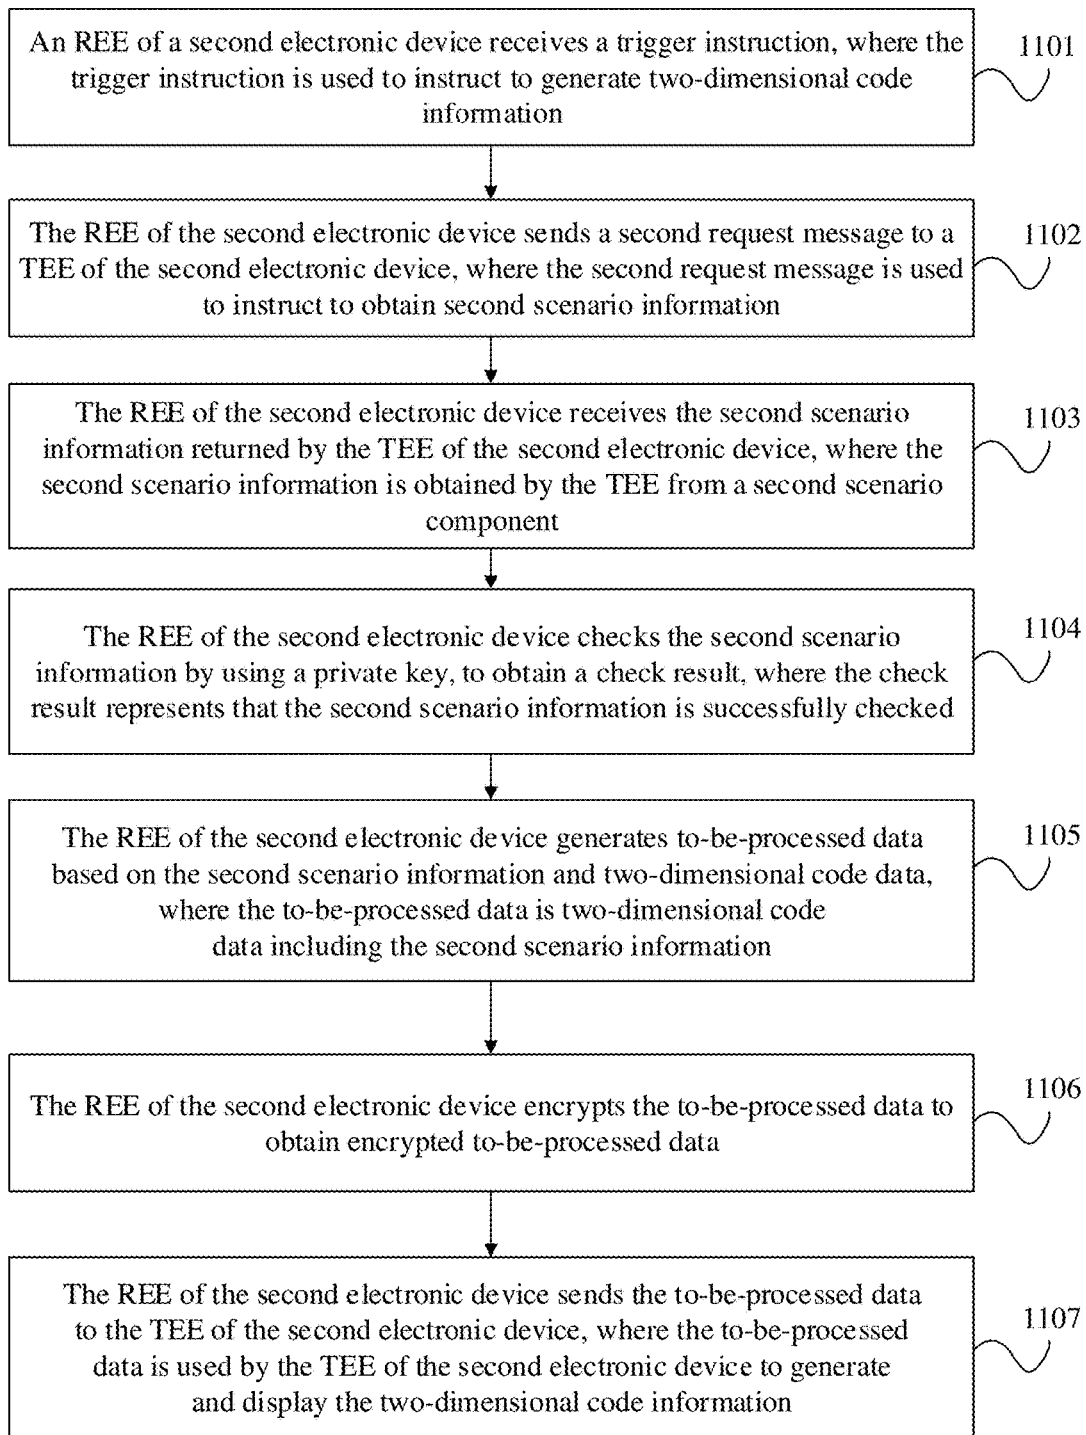 An REE of a second electronic device receives a trigger instruction, where the
trigger instruction is used to instruct to generate two-dimensional code
information
1101
The REE of the second electronic device sends a second request message to a
TEE of the second electronic device, where the second request message is used
to instruct to obtain second scenario information
1102
The REE of the second electronic device receives the second scenario
information returned by the TEE of the second electronic device, where the
second scenario information is obtained by the TEE from a second scenario
component
1103
The REE of the second electronic device checks the second scenario
information by using a private key, to obtain a check result, where the check
result represents that the second scenario information is successfully checked
1104
The REE of the second electronic device generates to-be-processed data
based on the second scenario information and two-dimensional code data,
where the to-be-processed data is two-dimensional code
data including the second scenario information
1105
The REE of the second electronic device encrypts the to-be-processed data to
obtain encrypted to-be-processed data
1106
The REE of the second electronic device sends the to-be-processed data
to the TEE of the second electronic device, where the to-be-processed
data is used by the TEE of the second electronic device to generate
and display the two-dimensional code information
1107